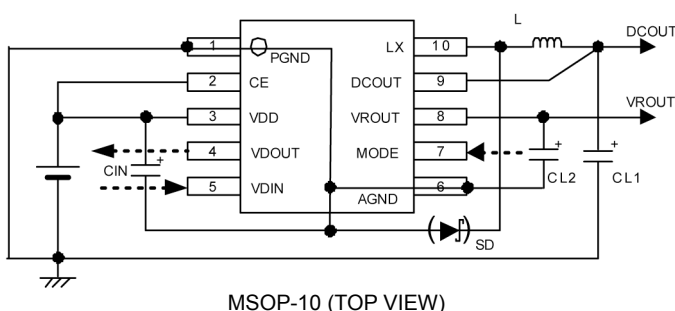 L
DCOUT
1
PGND
LX
10
2
CE
DCOUT
9
VROUT
3
VDD
VROUT
8
4
VDOUT
MODE
7
+
+
+
CIN
CL2
CL1
5
VDIN
6
AGND
SD
MSOP-10 (TOP VIEW)